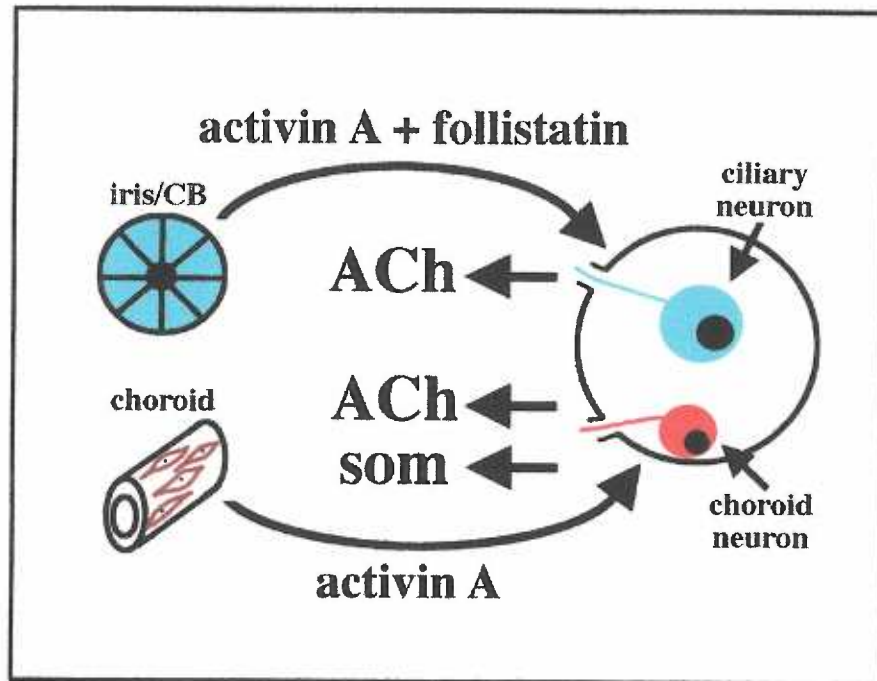 activin A + follistatin
iris/CB
ciliary
neuron
ACh
choroid
ACh
som
choroid
neuron
activin A